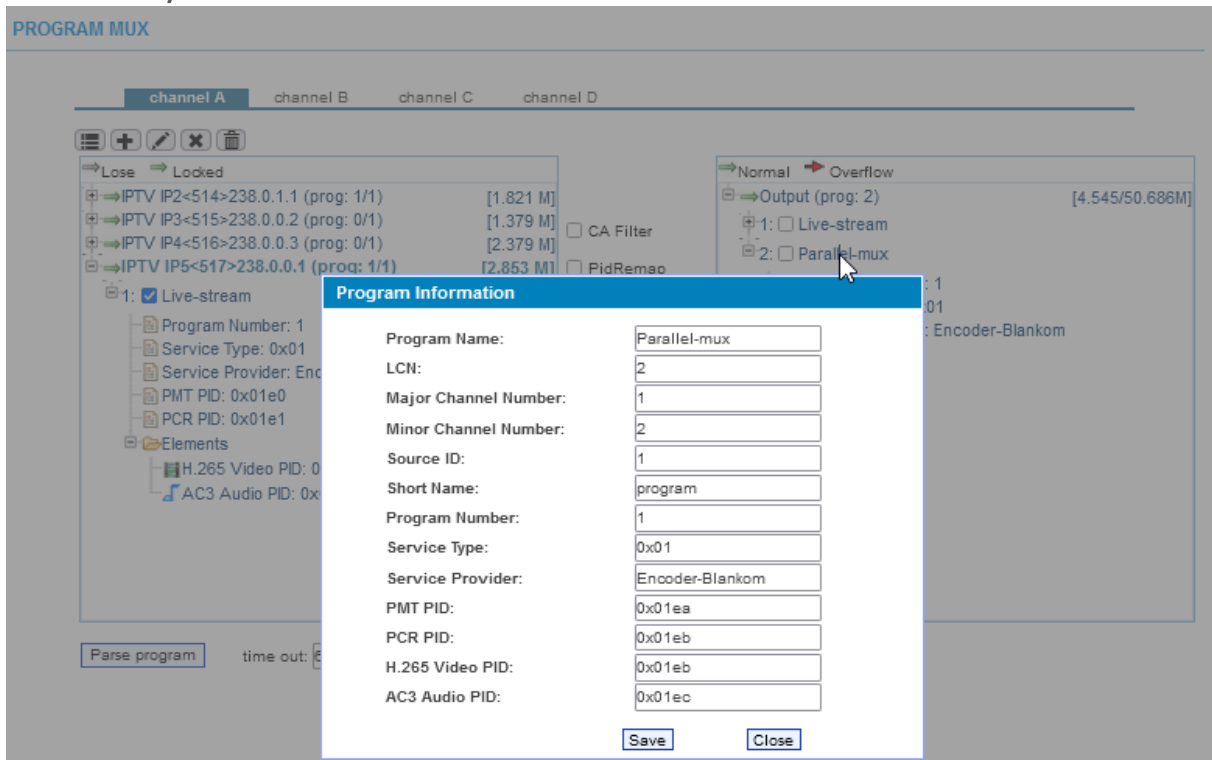 PROGRAM MUX
channel A channel B channel C channel D
Lose Locked
IPTV IP2<514>238.0.1.1 (prog: 1/1) [1.821 M]
IPTV IP3<515>238.0.0.2 (prog: 0/1) [1.379 M]
IPTV IP4<516>238.0.0.3 (prog: 0/1) [2.379 M]
IPTV IP5<517>238.0.0.1 (prog: 1/1) [2.853 M]
1: Live-stream
Program Number: 1
Service Type: 0x01
Service Provider: Enc
PMT PID: 0x01e0
PCR PID: 0x01e1
Elements
H.265 Video PID: 0
AC3 Audio PID: 0x
CA Filter
PidRemap
Normal Overflow
Output (prog: 2) [4.545/50.686M]
1: Live-stream
2: Parallel-mux
: 1
01
: Encoder-Blankom
Parse program time out:
Program Information
Program Name: Parallel-mux
LCN: 2
Major Channel Number: 1
Minor Channel Number: 2
Source ID: 1
Short Name: program
Program Number: 1
Service Type: 0x01
Service Provider: Encoder-Blankom
PMT PID: 0x01ea
PCR PID: 0x01eb
H.265 Video PID: 0x01eb
AC3 Audio PID: 0x01ec
Save Close